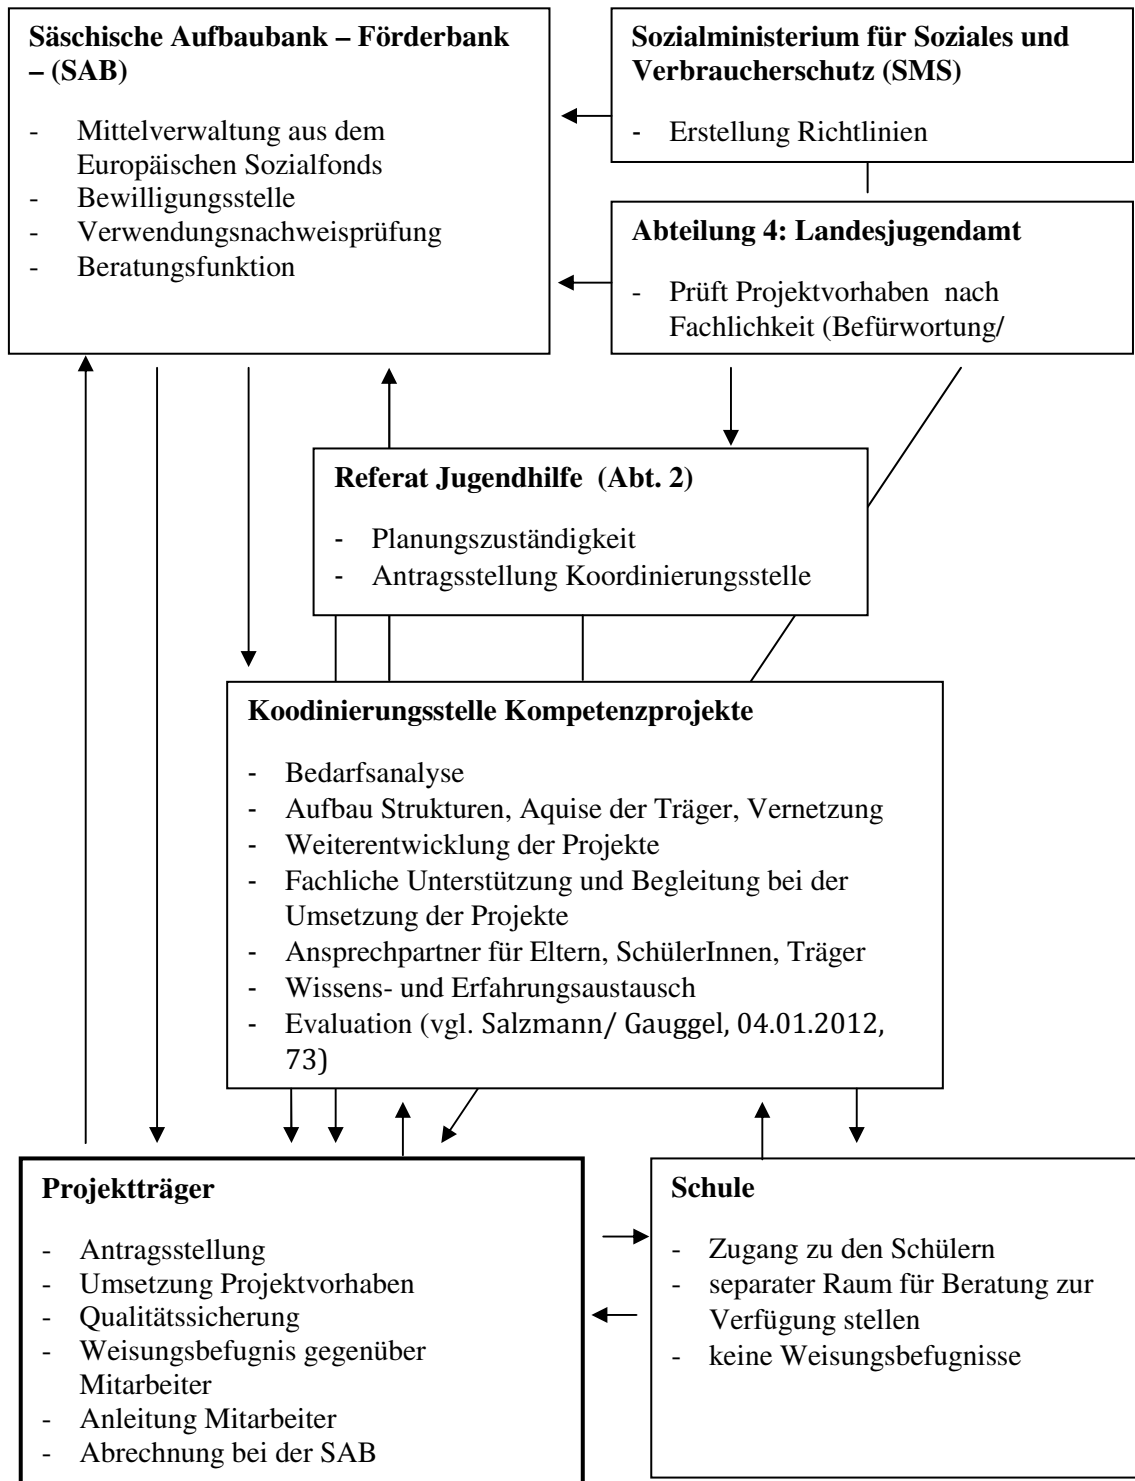 Säschische Aufbaubank – Förderbank
– (SAB)
- Mittelverwaltung aus dem
Europäischen Sozialfonds
- Bewilligungsstelle
- Verwendungsnachweisprüfung
- Beratungsfunktion
Sozialministerium für Soziales und
Verbraucherschutz (SMS)
- Erstellung Richtlinien
Abteilung 4: Landesjugendamt
- Prüft Projektvorhaben nach
Fachlichkeit (Befürwortung/
Referat Jugendhilfe (Abt. 2)
- Planungszuständigkeit
- Antragsstellung Koordinierungsstelle
Koodinierungsstelle Kompetenzprojekte
- Bedarfsanalyse
- Aufbau Strukturen, Aquise der Träger, Vernetzung
- Weiterentwicklung der Projekte
- Fachliche Unterstützung und Begleitung bei der
Umsetzung der Projekte
- Ansprechpartner für Eltern, SchülerInnen, Träger
- Wissens- und Erfahrungsaustausch
- Evaluation (vgl. Salzmann/ Gauggel, 04.01.2012,
73)
Projektträger
- Antragsstellung
- Umsetzung Projektvorhaben
- Qualitätssicherung
- Weisungsbefugnis gegenüber
Mitarbeiter
- Anleitung Mitarbeiter
- Abrechnung bei der SAB
Schule
- Zugang zu den Schülern
- separater Raum für Beratung zur
Verfügung stellen
- keine Weisungsbefugnisse